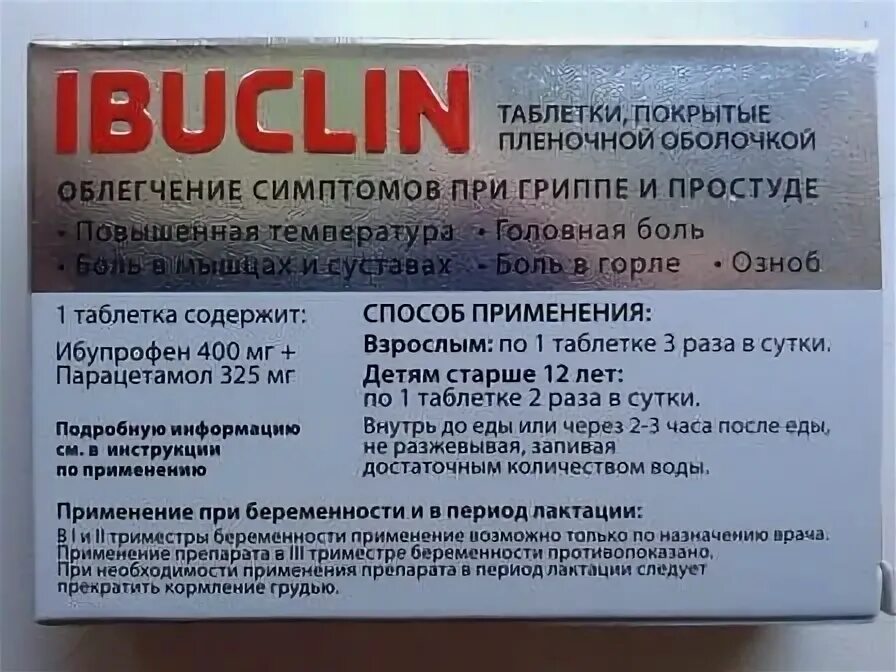 IBUCLIN
ТАБЛЕТКИ, ПОКРЫТЫЕ
ПЛЕНОЧНОЙ ОБОЛОЧКОЙ
ОБЛЕГЧЕНИЕ СИМПТОМОВ ПРИ ГРИППЕ И ПРОСТУДЕ
• Повышенная температура • Головная боль
• Боль в мышцах и суставах • Боль в горле • Озноб
1 таблетка содержит:
Ибупрофен 400 мг +
Парацетамол 325 мг
Подробную информацию
см. в инструкции
по применению
СПОСОБ ПРИМЕНЕНИЯ:
Взрослым: по 1 таблетке 3 раза в сутки.
Детям старше 12 лет:
по 1 таблетке 2 раза в сутки.
Внутрь до еды или через 2-3 часа после еды,
не разжевывая, запивая
достаточным количеством воды.
Применение при беременности и в период лактации:
В I и II триместры беременности применение возможно только по назначению врача.
Применение препарата в III триместре беременности противопоказано.
При необходимости применения препарата в период лактации следует
прекратить кормление грудью.